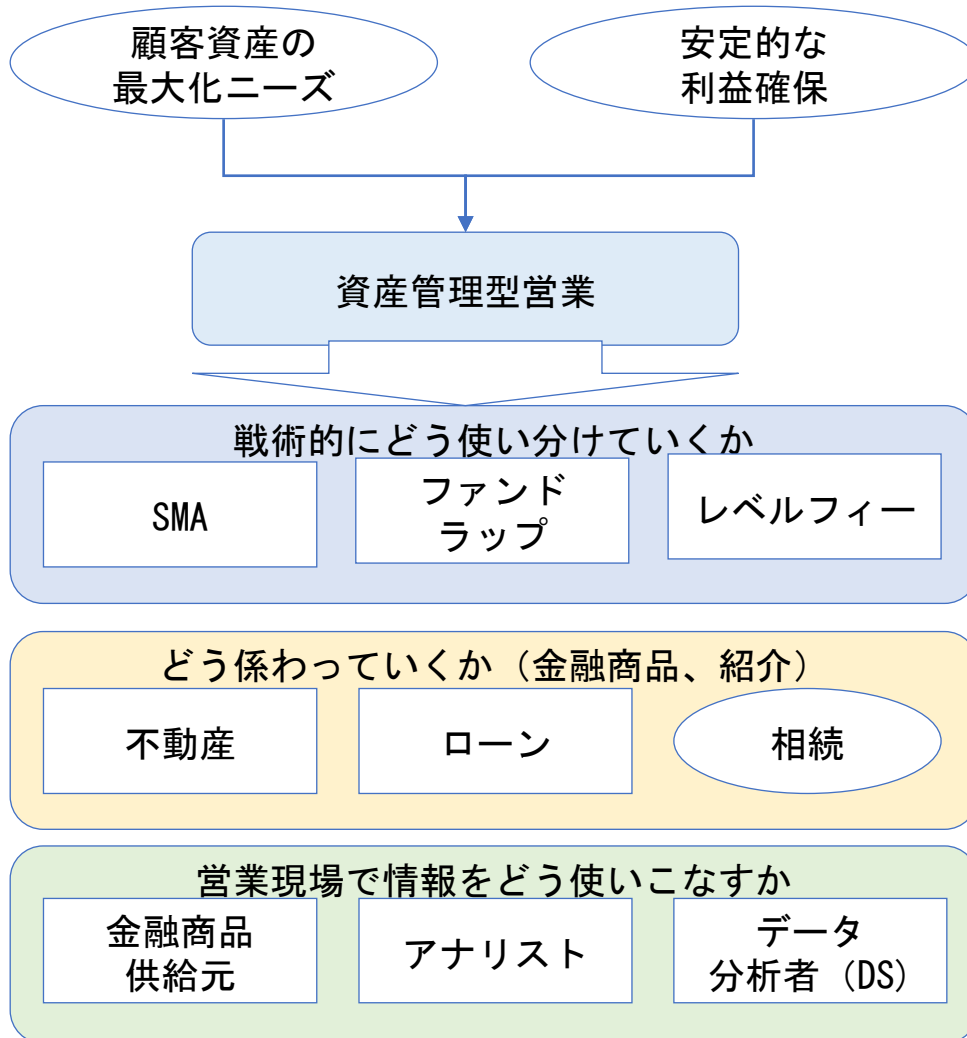 顧客資産の
最大化ニーズ
安定的な
利益確保
資産管理型営業
戦術的にどう使い分けていくか
SMA
ファンド
ラップ
レベルフィー
どう係わっていくか（金融商品、紹介）
不動産
ローン
相続
営業現場で情報をどう使いこなすか
金融商品
供給元
アナリスト
データ
分析者（DS）